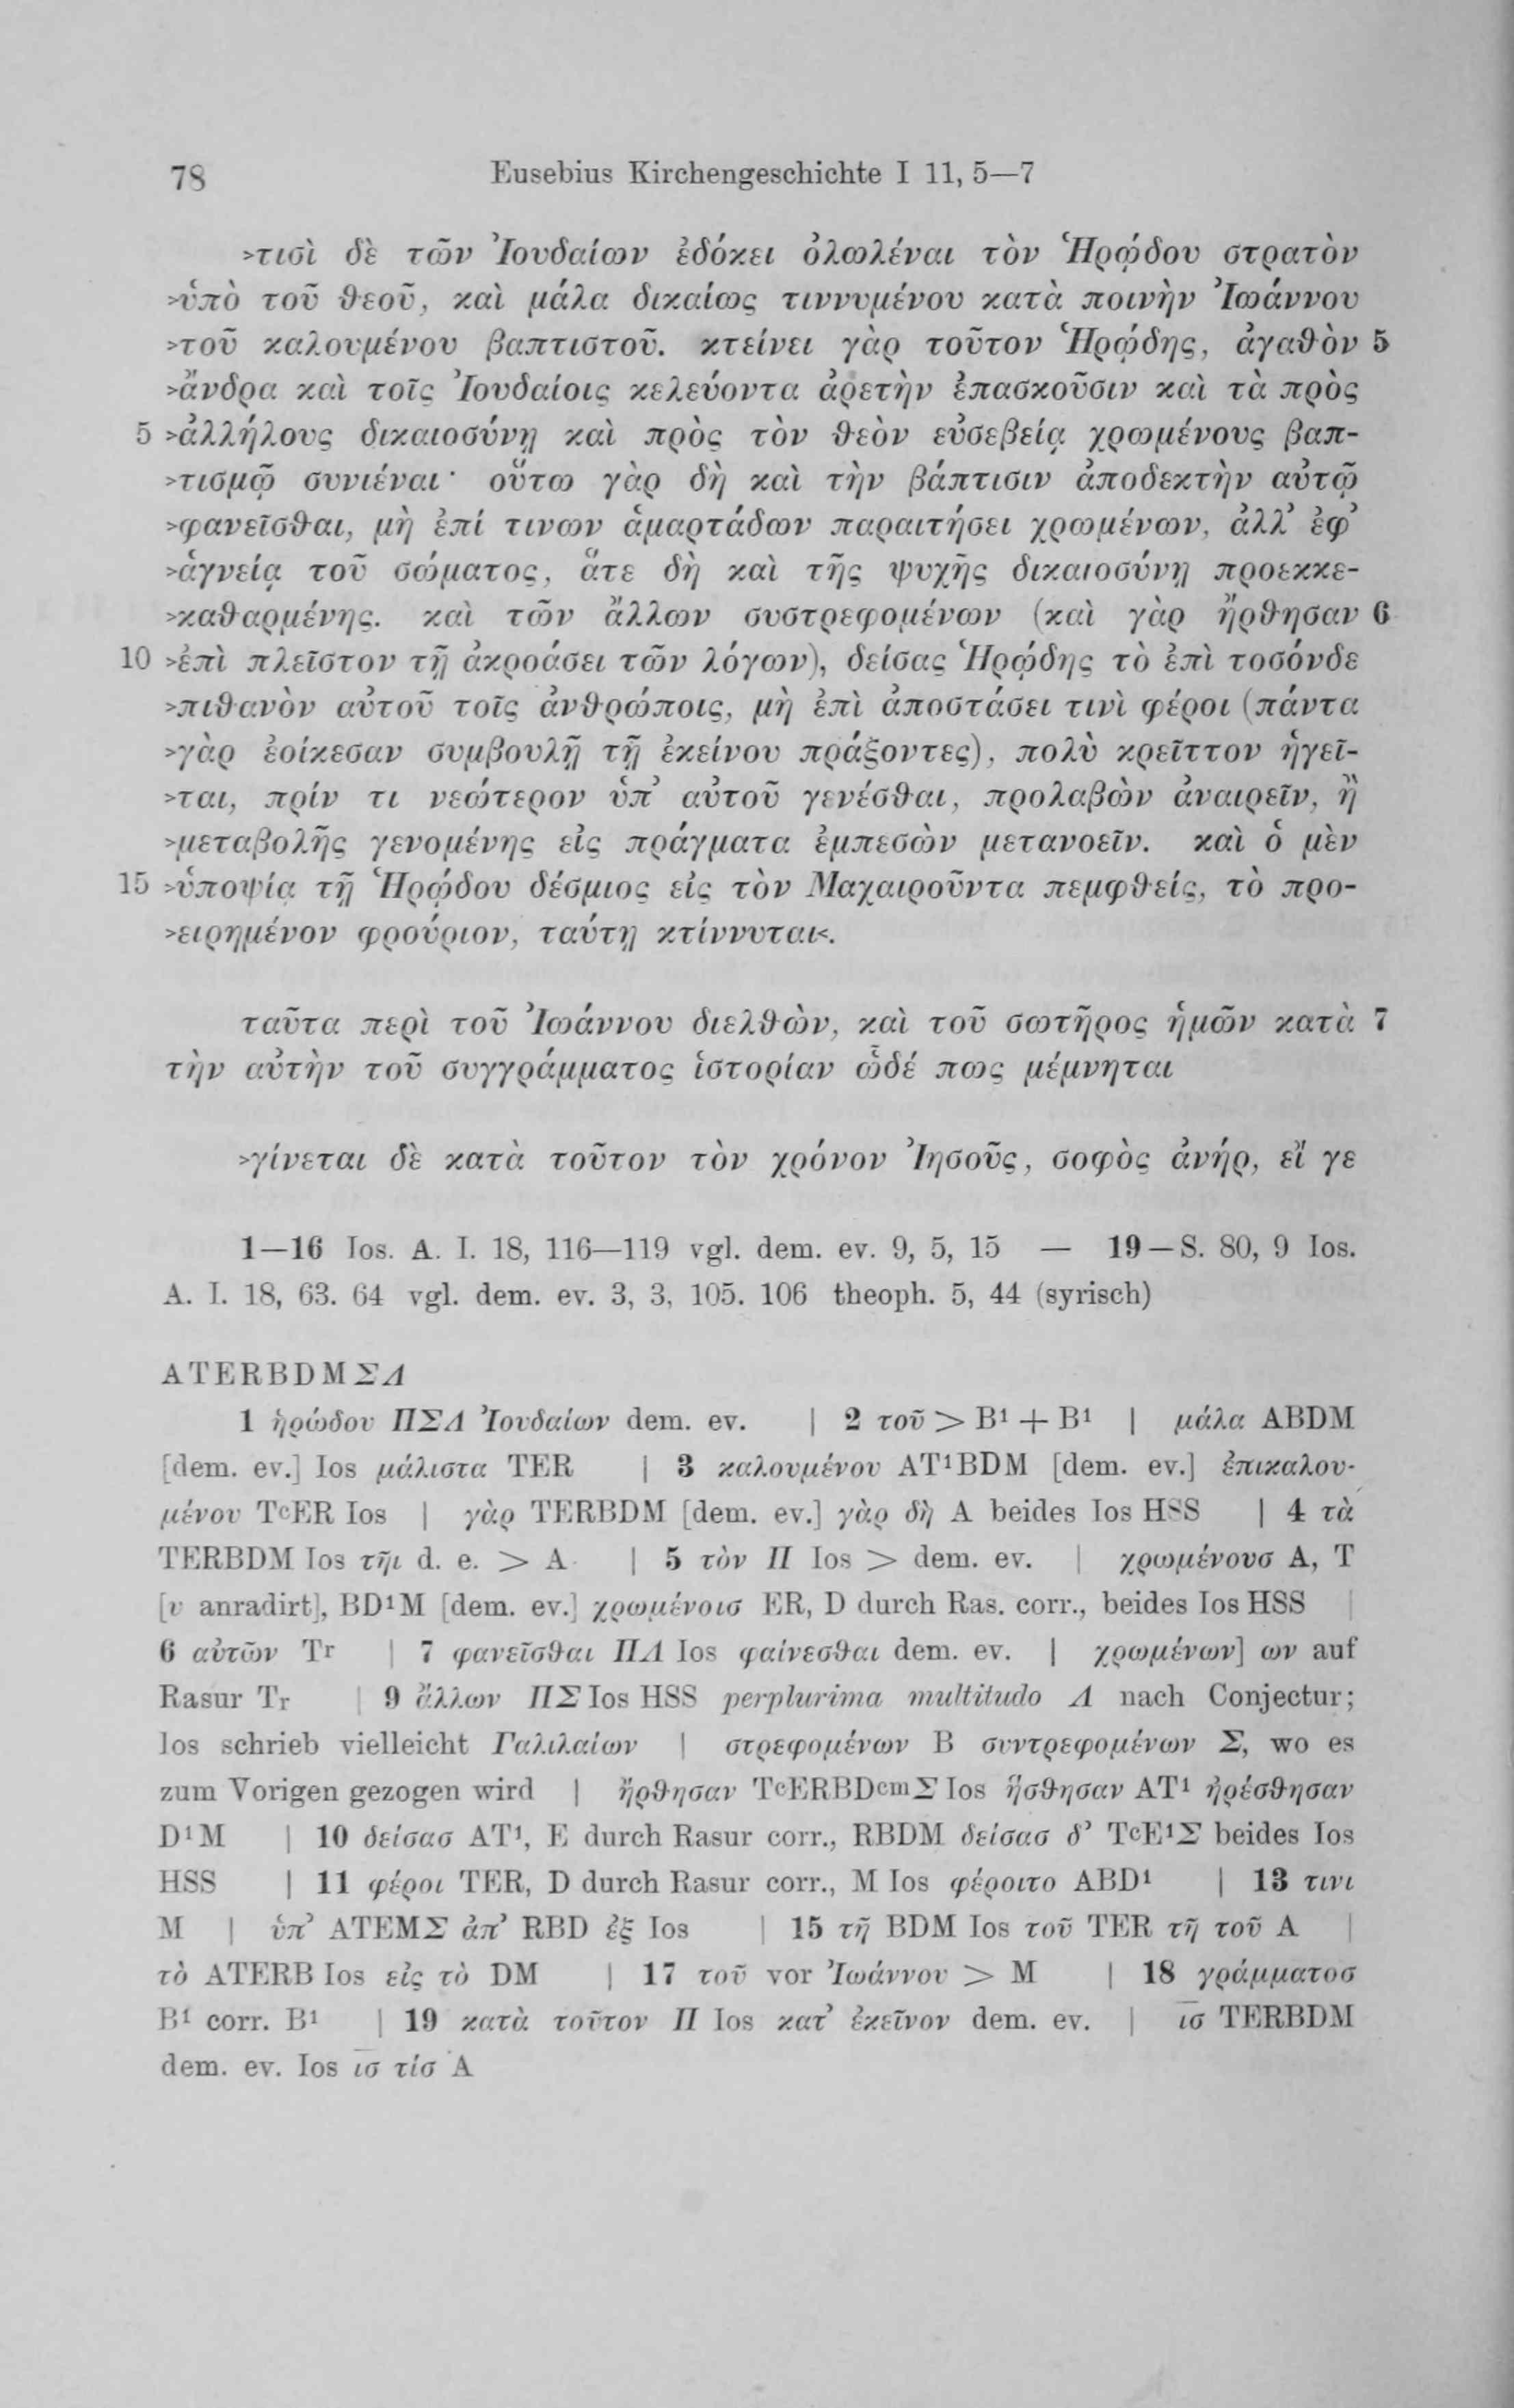 78 Eusebius Kirchengeschichte I 11, 5—7
>τισὶ δὲ τῶν Ἰουδαίων ἐδόκει ὀλωλέναι τὸν Ἡρῴδου στρατὸν
>ὑπὸ τοῦ θεοῦ, καὶ μάλα δικαίως τιννυμένου κατὰ ποινὴν Ἰωάννου
>τοῦ καλουμένου βαπτιστοῦ. κτείνει γὰρ τοῦτον Ἡρῴδης, ἀγαθὸν 5
>ἄνδρα καὶ τοῖς Ἰουδαίοις κελεύοντα ἀρετὴν ἐπασκοῦσιν καὶ τὰ πρὸς
5 >ἀλλήλους δικαιοσύνῃ καὶ πρὸς τὸν θεὸν εὐσεβείᾳ χρωμένους βαπ-
>τισμῷ συνιέναι· οὕτω γὰρ δὴ καὶ τὴν βάπτισιν ἀποδεκτὴν αὐτῷ
>φανεῖσθαι, μὴ ἐπί τινων ἁμαρτάδων παραιτήσει χρωμένων, ἀλλ’ ἐφ’
>ἁγνείᾳ τοῦ σώματος, ἅτε δὴ καὶ τῆς ψυχῆς δικαιοσύνῃ προεκκε-
>καθαρμένης. καὶ τῶν ἄλλων συστρεφομένων (καὶ γὰρ ἤρθησαν 6
10 >ἐπὶ πλεῖστον τῇ ἀκροάσει τῶν λόγων), δείσας Ἡρῴδης τὸ ἐπὶ τοσόνδε
>πιθανὸν αὐτοῦ τοῖς ἀνθρώποις, μὴ ἐπὶ ἀποστάσει τινὶ φέροι (πάντα
>γὰρ ἐοίκεσαν συμβουλῇ τῇ ἐκείνου πράξοντες), πολὺ κρεῖττον ἡγεῖ-
>ται, πρίν τι νεώτερον ὑπ’ αὐτοῦ γενέσθαι, προλαβὼν ἀναιρεῖν, ἢ
>μεταβολῆς γενομένης εἰς πράγματα ἐμπεσὼν μετανοεῖν. καὶ ὁ μὲν
15 >ὑποψίᾳ τῇ Ἡρῴδου δέσμιος εἰς τὸν Μαχαιροῦντα πεμφθείς, τὸ προ-
>ειρημένον φρούριον, ταύτῃ κτίννυται<.
ταῦτα περὶ τοῦ Ἰωάννου διελθὼν, καὶ τοῦ σωτῆρος ἡμῶν κατὰ 7
τὴν αὐτὴν τοῦ συγγράμματος ἱστορίαν ὧδέ πως μέμνηται
>γίνεται δὲ κατὰ τοῦτον τὸν χρόνον Ἰησοῦς, σοφὸς ἀνήρ, εἴ γε
1—16 Ios. A. I. 18, 116—119 vgl. dem. ev. 9, 5, 15 — 19—S. 80, 9 Ios.
A. I. 18, 63. 64 vgl. dem. ev. 3, 3, 105. 106 theoph. 5, 44 (syrisch)
ATERBDMΣΛ
1 ἡρώδου ΠΣΛ Ἰουδαίων dem. ev. | 2 τοῦ > B¹ + B¹ | μάλα ABDM
[dem. ev.] Ios μάλιστα TER | 3 καλουμένου AT¹BDM [dem. ev.] ἐπικαλου-
μένου TᶜER Ios | γὰρ TERBDM [dem. ev.] γὰρ δὴ A beides Ios HSS | 4 τὰ
TERBDM Ios τῆι d. e. > A | 5 τὸν Π Ios > dem. ev. | χρωμένουσ A, T
[υ anradirt], BD¹M [dem. ev.] χρωμένοισ ER, D durch Ras. corr., beides Ios HSS |
6 αὐτῶν Tʳ | 7 φανεῖσθαι ΠΛ Ios φαίνεσθαι dem. ev. | χρωμένων] ων auf
Rasur Tʳ | 9 ἄλλων ΠΣ Ios HSS perplurima multitudo Λ nach Conjectur;
Ios schrieb vielleicht Γαλιλαίων | στρεφομένων B συντρεφομένων Σ, wo es
zum Vorigen gezogen wird | ἤρθησαν TᶜERBDᶜᵐΣ Ios ἥσθησαν AT¹ ἠρέσθησαν
D¹M | 10 δείσασ AT¹, E durch Rasur corr., RBDM δείσασ δ’ TᶜE¹Σ beides Ios
HSS | 11 φέροι TER, D durch Rasur corr., M Ios φέροιτο ABD¹ | 13 τινι
M | ὑπ’ ATEMΣ ἀπ’ RBD ἐξ Ios | 15 τῇ BDM Ios τοῦ TER τῆ τοῦ A |
τὸ ATERB Ios εἰς τὸ DM | 17 τοῦ vor Ἰωάννου > M | 18 γράμματοσ
B¹ corr. B¹ | 19 κατὰ τοῦτον Π Ios κατ’ ἐκεῖνον dem. ev. | ι̅σ̅ TERBDM
dem. ev. Ios ι̅σ̅ τίσ A